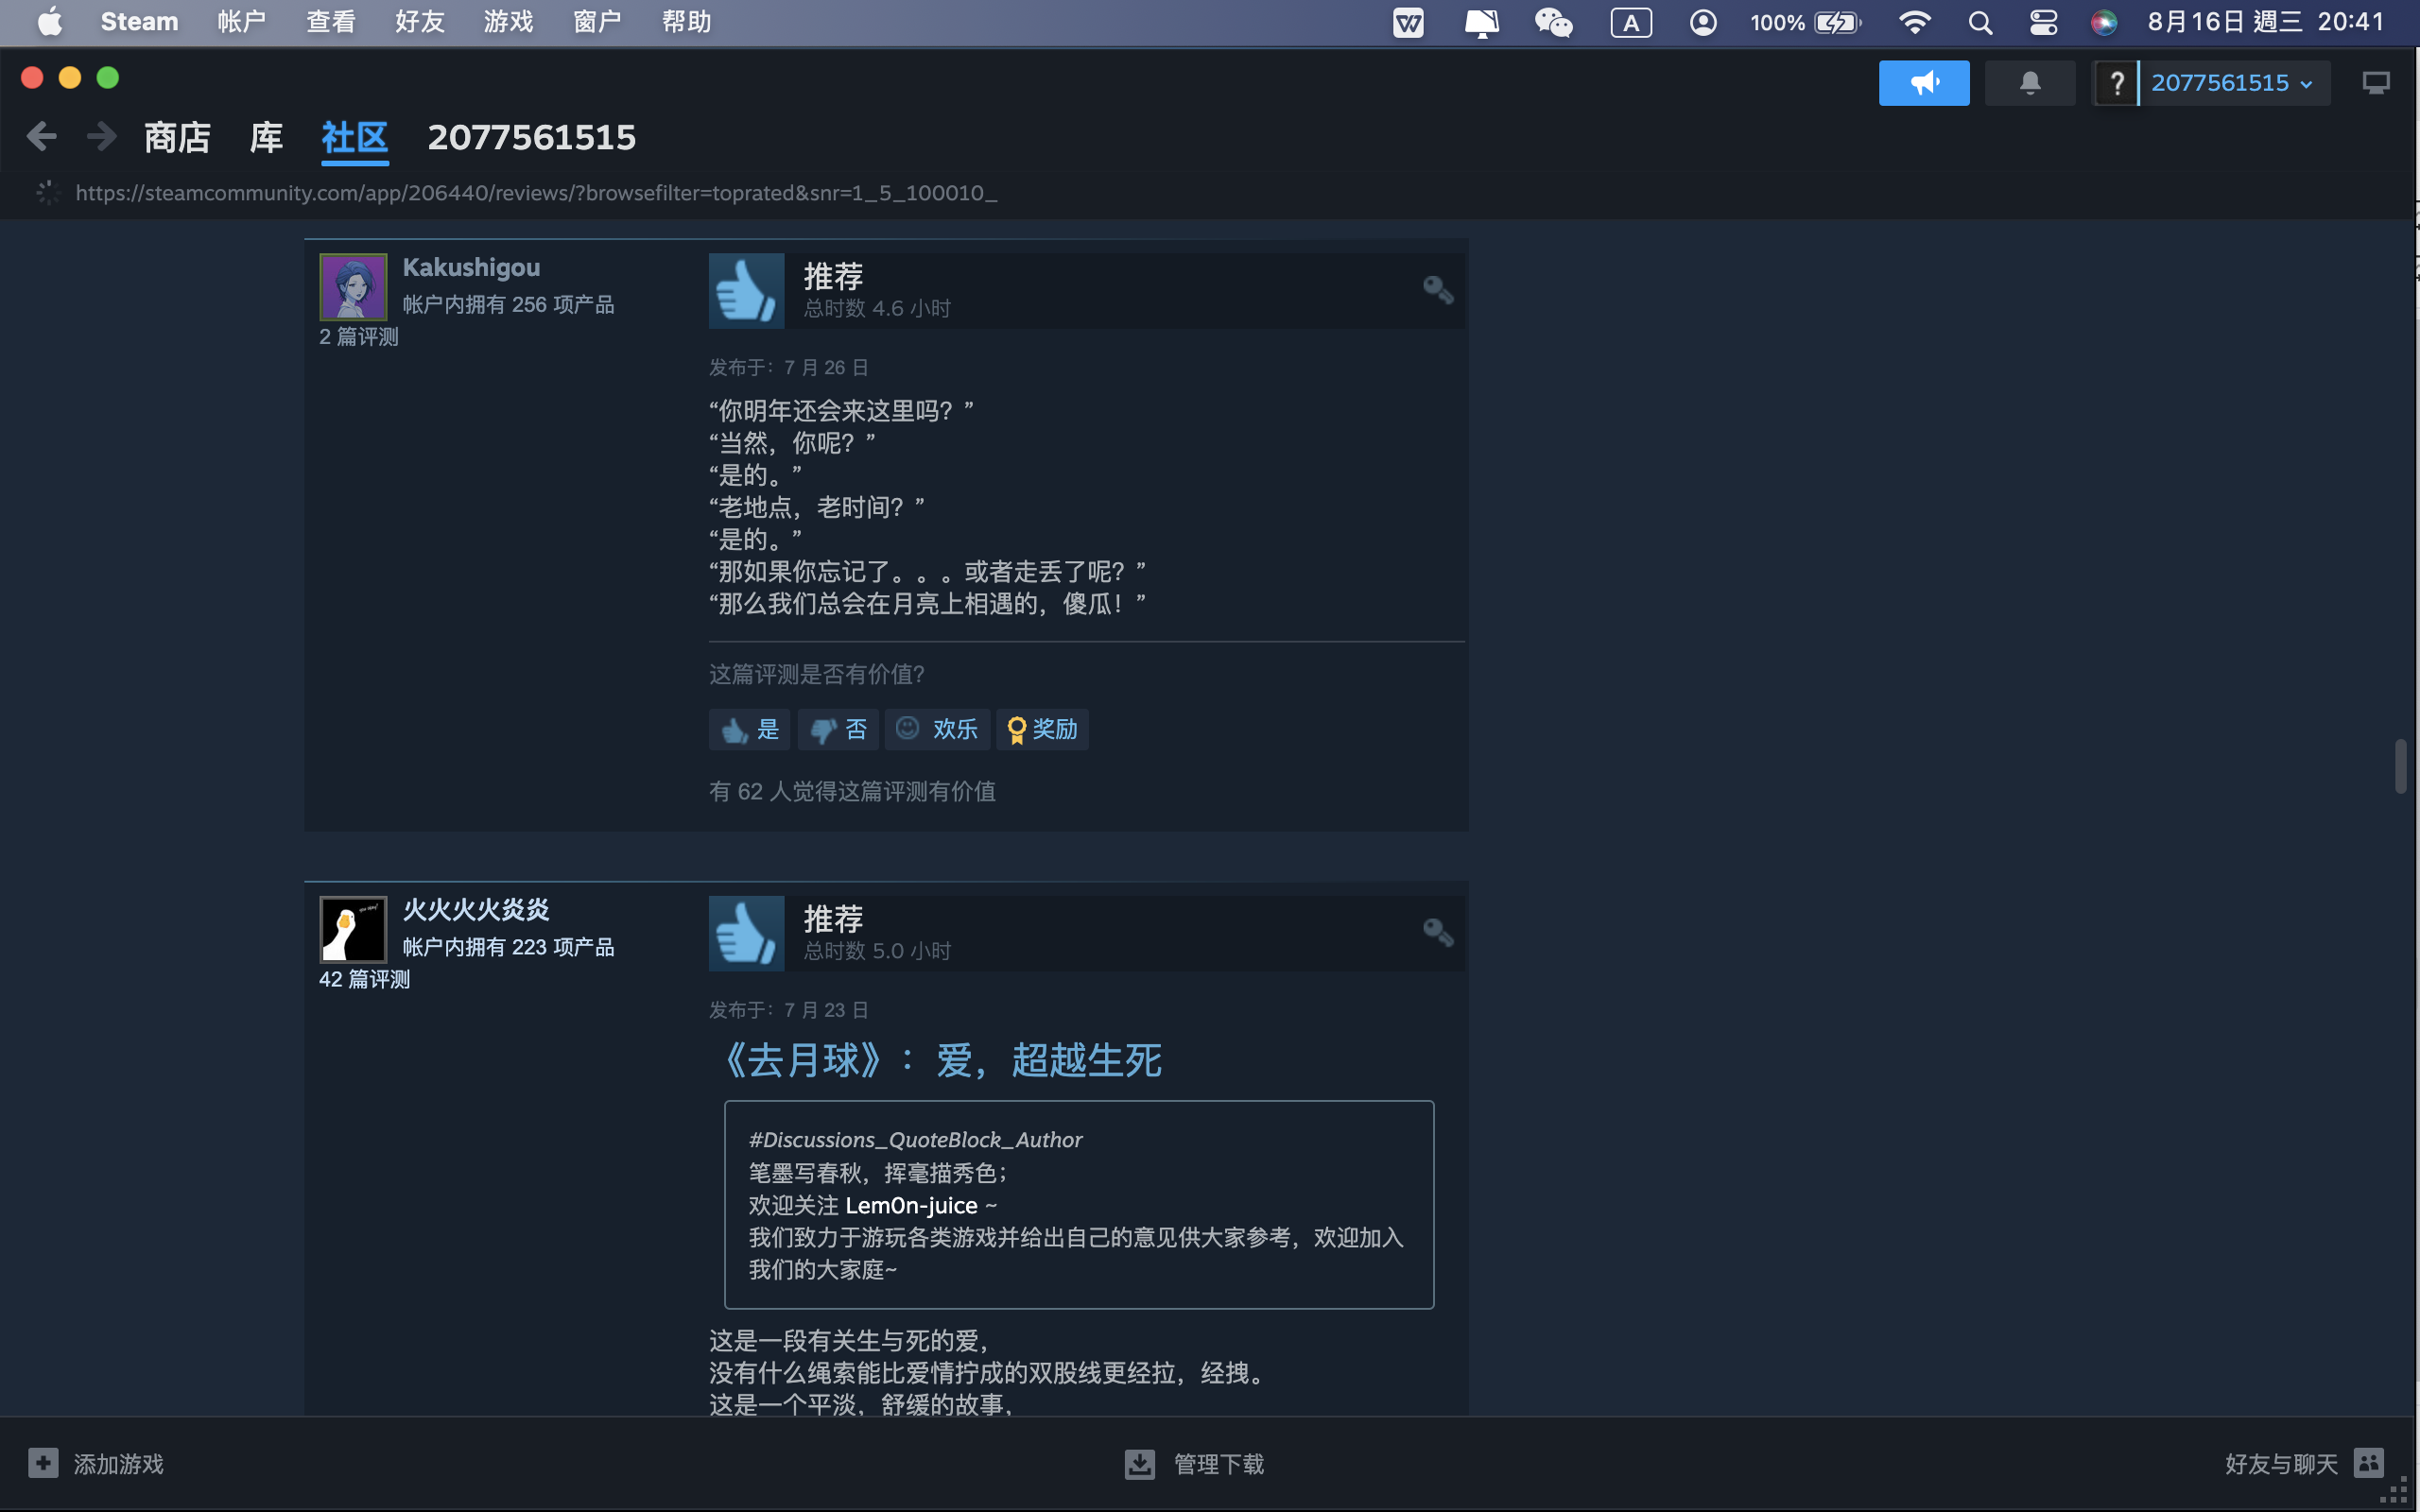 Steam 帐户 查看 好友 游戏 窗户 帮助
A 100% 8月16日 週三 20:41
? 2077561515
商店 库 社区 2077561515
https://steamcommunity.com/app/206440/reviews/?browsefilter=toprated&snr=1_5_100010_
Kakushigou
帐户内拥有 256 项产品
2 篇评测
推荐
总时数 4.6 小时
发布于：7 月 26 日
“你明年还会来这里吗？”
“当然，你呢？”
“是的。”
“老地点，老时间？”
“是的。”
“那如果你忘记了。。。或者走丢了呢？”
“那么我们总会在月亮上相遇的，傻瓜！”
这篇评测是否有价值?
是 否 欢乐 奖励
有 62 人觉得这篇评测有价值
火火火火炎炎
帐户内拥有 223 项产品
42 篇评测
推荐
总时数 5.0 小时
发布于：7 月 23 日
《去月球》：爱，超越生死
#Discussions_QuoteBlock_Author
笔墨写春秋，挥毫描秀色；
欢迎关注 Lem0n-juice ~
我们致力于游玩各类游戏并给出自己的意见供大家参考，欢迎加入
我们的大家庭~
这是一段有关生与死的爱，
没有什么绳索能比爱情拧成的双股线更经拉，经拽。
这是一个平淡，舒缓的故事，
添加游戏 管理下载 好友与聊天